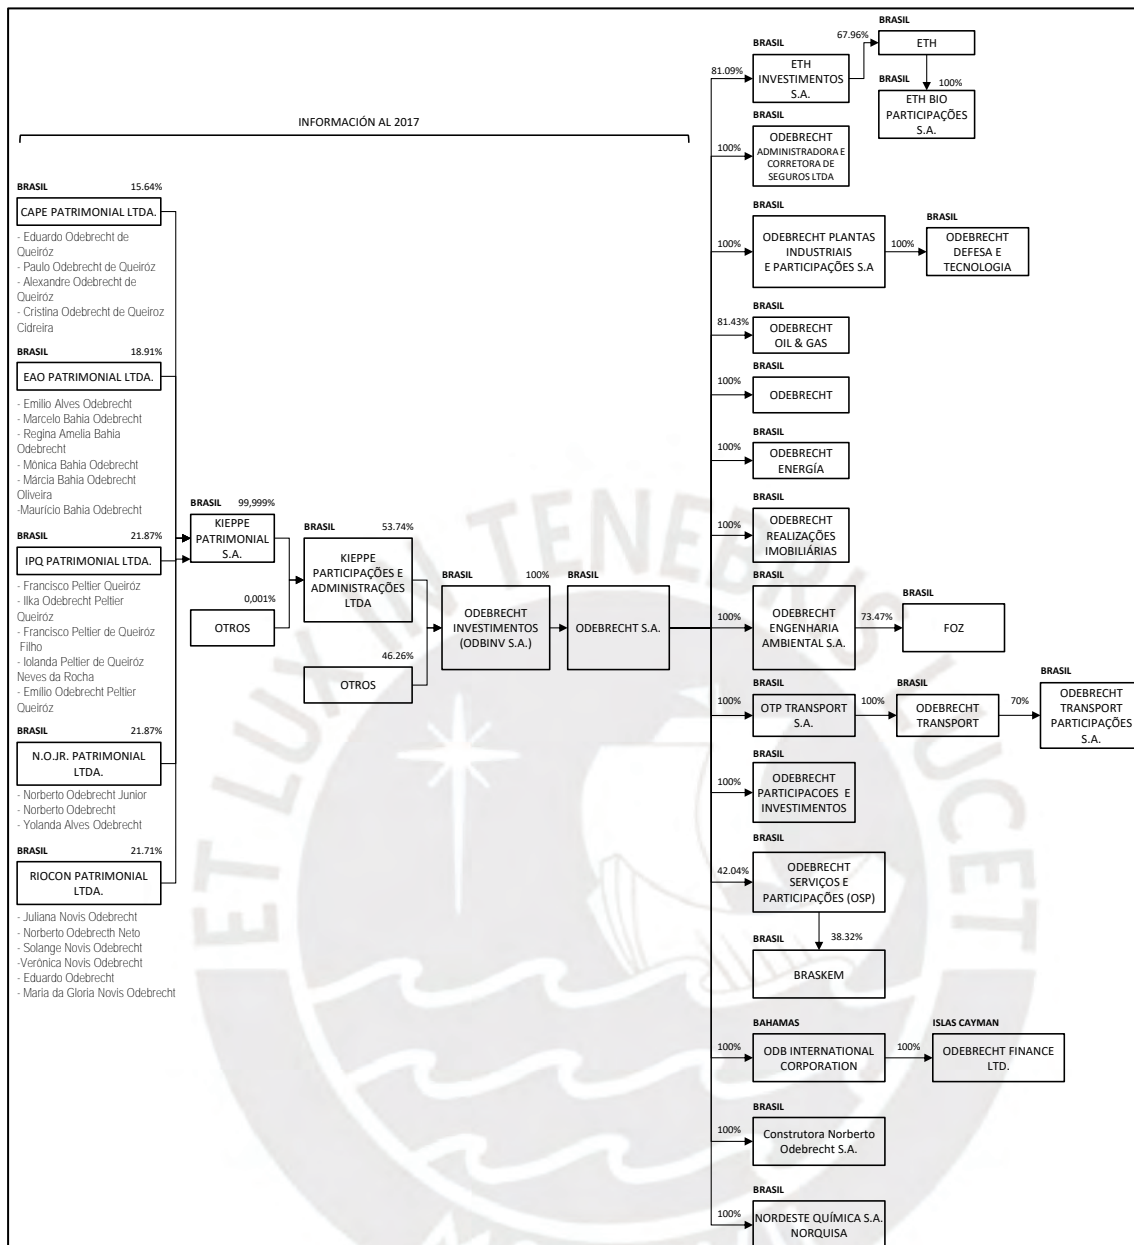 INFORMACIÓN AL 2017
BRASIL 15.64%
CAPE PATRIMONIAL LTDA.
- Eduardo Odebrecht de
Queiróz
- Paulo Odebrecht de Queiróz
- Alexandre Odebrecht de
Queiróz
- Cristina Odebrecht de Queiroz
Cidreira
BRASIL 18.91%
EAO PATRIMONIAL LTDA.
- Emilio Alves Odebrecht
- Marcelo Bahia Odebrecht
- Regina Amelia Bahia
Odebrecht
- Mônica Bahia Odebrecht
- Márcia Bahia Odebrecht
Oliveira
-Maurício Bahia Odebrecht
BRASIL 21.87%
IPQ PATRIMONIAL LTDA.
- Francisco Peltier Queiróz
- Ilka Odebrecht Peltier
Queiróz
- Francisco Peltier de Queiróz
Filho
- Iolanda Peltier de Queiróz
Neves da Rocha
- Emílio Odebrecht Peltier
Queiróz
BRASIL 21.87%
N.O.JR. PATRIMONIAL
LTDA.
- Norberto Odebrecht Junior
- Norberto Odebrecht
- Yolanda Alves Odebrecht
BRASIL 21.71%
RIOCON PATRIMONIAL
LTDA.
- Juliana Novis Odebrecht
- Norberto Odebrecth Neto
- Solange Novis Odebrecht
-Verônica Novis Odebrecht
- Eduardo Odebrecht
- Maria da Gloria Novis Odebrecht
BRASIL 99,999%
KIEPPE
PATRIMONIAL
S.A.
0,001%
OTROS
BRASIL 53.74%
KIEPPE
PARTICIPAÇÕES E
ADMINISTRAÇÕES
LTDA
46.26%
OTROS
BRASIL 100%
ODEBRECHT
INVESTIMENTOS
(ODBINV S.A.)
BRASIL
ODEBRECHT S.A.
81.09%
BRASIL
ETH
INVESTIMENTOS
S.A.
67.96%
BRASIL
ETH
BRASIL 100%
ETH BIO
PARTICIPAÇÕES
S.A.
100%
BRASIL
ODEBRECHT
ADMINISTRADORA E
CORRETORA DE
SEGUROS LTDA
100%
BRASIL
ODEBRECHT PLANTAS
INDUSTRIAIS
E PARTICIPAÇÕES S.A
100%
BRASIL
ODEBRECHT
DEFESA E
TECNOLOGIA
81.43%
BRASIL
ODEBRECHT
OIL & GAS
100%
BRASIL
ODEBRECHT
100%
BRASIL
ODEBRECHT
ENERGÍA
100%
BRASIL
ODEBRECHT
REALIZAÇÕES
IMOBILIÁRIAS
100%
BRASIL
ODEBRECHT
ENGENHARIA
AMBIENTAL S.A.
73.47%
BRASIL
FOZ
100%
BRASIL
OTP TRANSPORT
S.A.
100%
BRASIL
ODEBRECHT
TRANSPORT
70%
BRASIL
ODEBRECHT
TRANSPORT
PARTICIPAÇÕES
S.A.
100%
BRASIL
ODEBRECHT
PARTICIPACOES E
INVESTIMENTOS
42.04%
BRASIL
ODEBRECHT
SERVIÇOS E
PARTICIPAÇÕES (OSP)
38.32%
BRASIL
BRASKEM
100%
BAHAMAS
ODB INTERNATIONAL
CORPORATION
100%
ISLAS CAYMAN
ODEBRECHT FINANCE
LTD.
100%
BRASIL
Construtora Norberto
Odebrecht S.A.
100%
BRASIL
NORDESTE QUÍMICA S.A.
NORQUISA
ET LUX IN TENEBRIS LUCET